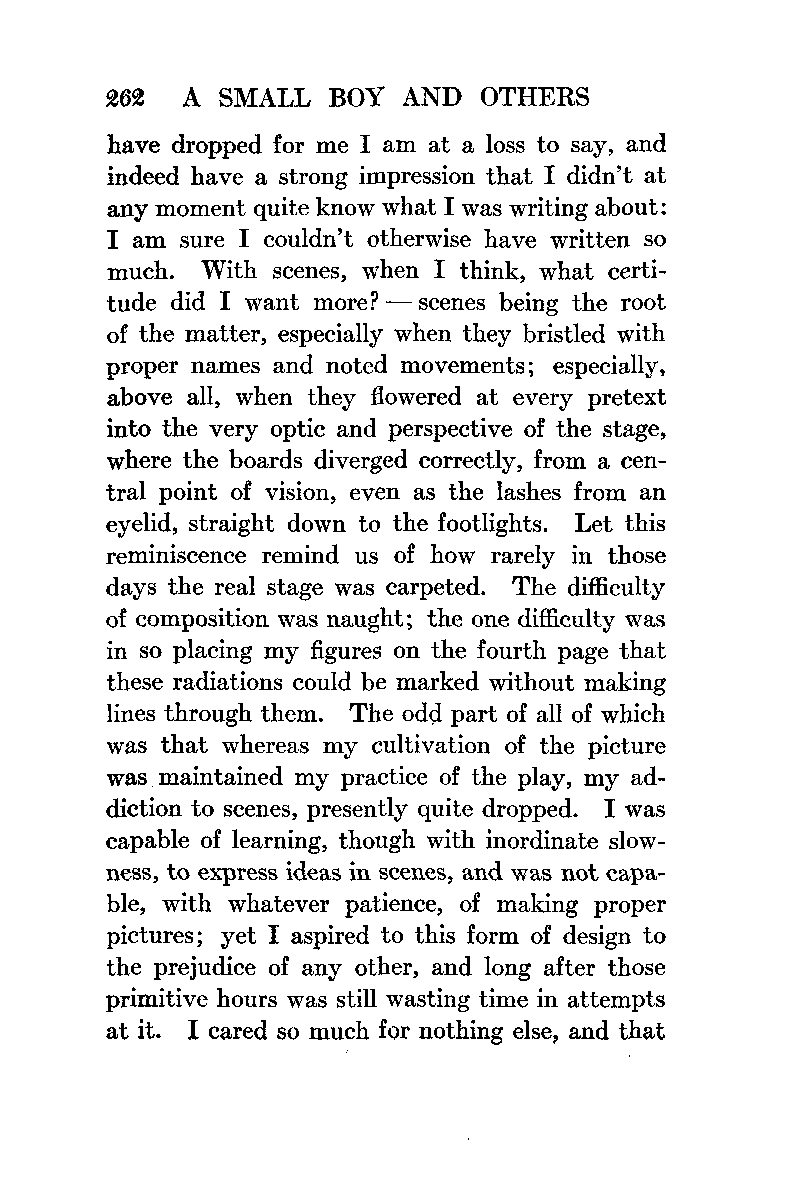 262 A SMALL BOY AND OTHERS
have dropped for me I am at a loss to say, and
indeed have a strong impression that I didn't at
any moment quite know what I was writing about:
I am sure I couldn't otherwise have written so
much. With scenes, when I think, what certi-
tude did I want more? — scenes being the root
of the matter, especially when they bristled with
proper names and noted movements; especially,
above all, when they flowered at every pretext
into the very optic and perspective of the stage,
where the boards diverged correctly, from a cen-
tral point of vision, even as the lashes from an
eyelid, straight down to the footlights. Let this
reminiscence remind us of how rarely in those
days the real stage was carpeted. The difficulty
of composition was naught; the one difficulty was
in so placing my figures on the fourth page that
these radiations could be marked without making
lines through them. The odd part of all of which
was that whereas my cultivation of the picture
was maintained my practice of the play, my ad-
diction to scenes, presently quite dropped. I was
capable of learning, though with inordinate slow-
ness, to express ideas in scenes, and was not capa-
ble, with whatever patience, of making proper
pictures; yet I aspired to this form of design to
the prejudice of any other, and long after those
primitive hours was still wasting time in attempts
at it. I cared so much for nothing else, and that